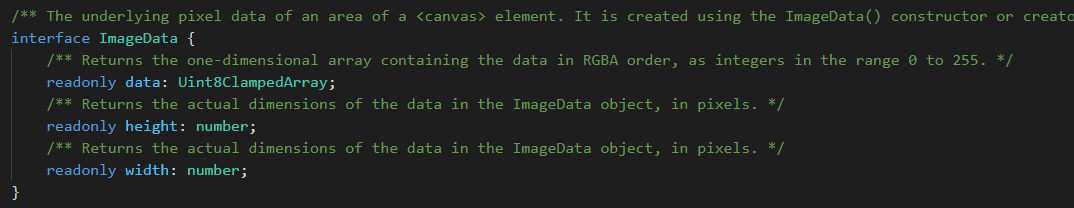 /** The underlying pixel data of an area of a <canvas> element. It is created using the ImageData() constructor or creato
interface ImageData {
/** Returns the one-dimensional array containing the data in RGBA order, as integers in the range 0 to 255. */
readonly data: Uint8ClampedArray;
/** Returns the actual dimensions of the data in the ImageData object, in pixels. */
readonly height: number;
/** Returns the actual dimensions of the data in the ImageData object, in pixels. */
readonly width: number;
}